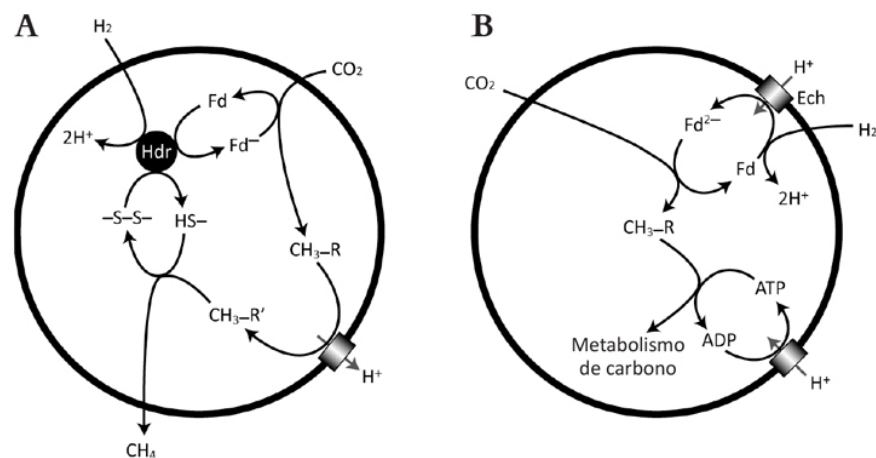 A
H₂
CO₂
Fd
2H⁺
Fd⁻
Hdr
–S–S–
HS–
CH₃–R
CH₃–R'
H⁺
CH₄
B
H⁺
CO₂
Ech
Fd²⁻
H₂
Fd
2H⁺
CH₃–R
ATP
Metabolismo
de carbono
ADP
H⁺